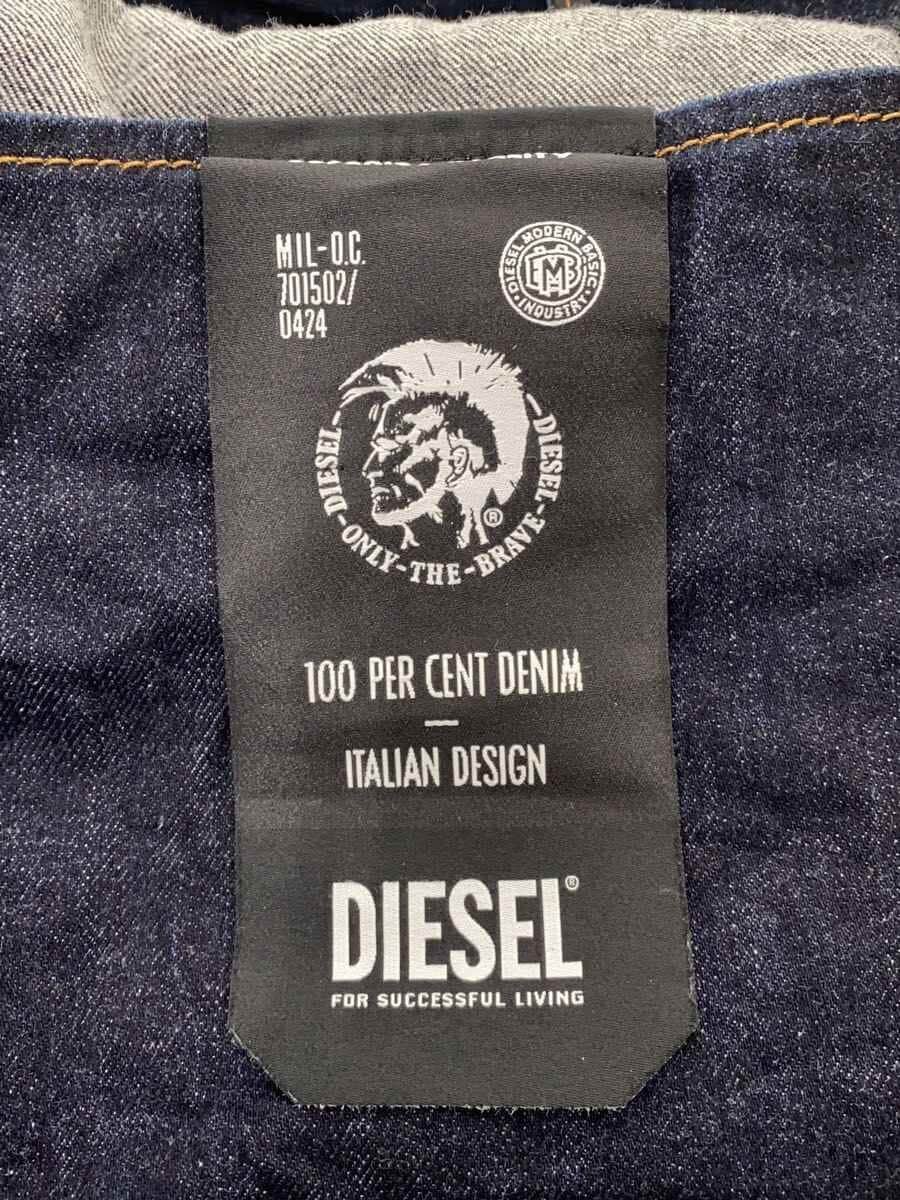 MIL-O.C.
701502/
0424
DIESEL MODERN BASIC
· INDUSTRY ·
DIESEL-ONLY-THE-BRAVE-DIESEL
®
100 PER CENT DENIM
—
ITALIAN DESIGN
DIESEL®
FOR SUCCESSFUL LIVING